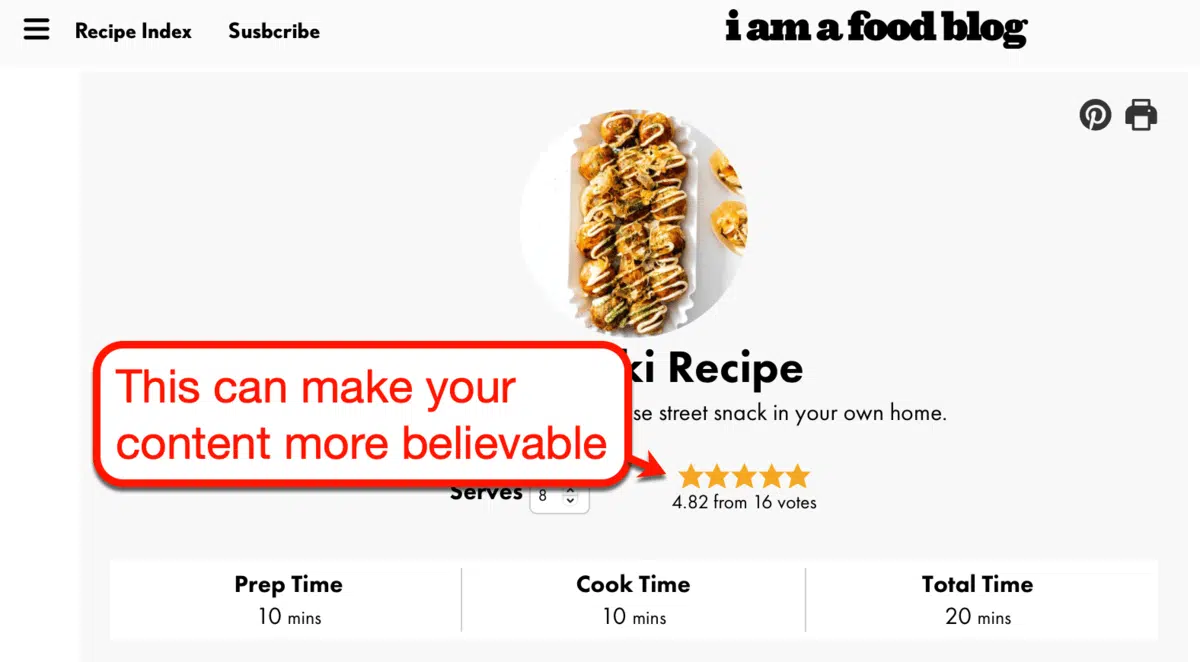 Recipe Index Susbcribe i am a food blog
This can make your
content more believable
Recipe
street snack in your own home.
Serves 8
4.82 from 16 votes
Prep Time Cook Time Total Time
10 mins 10 mins 20 mins